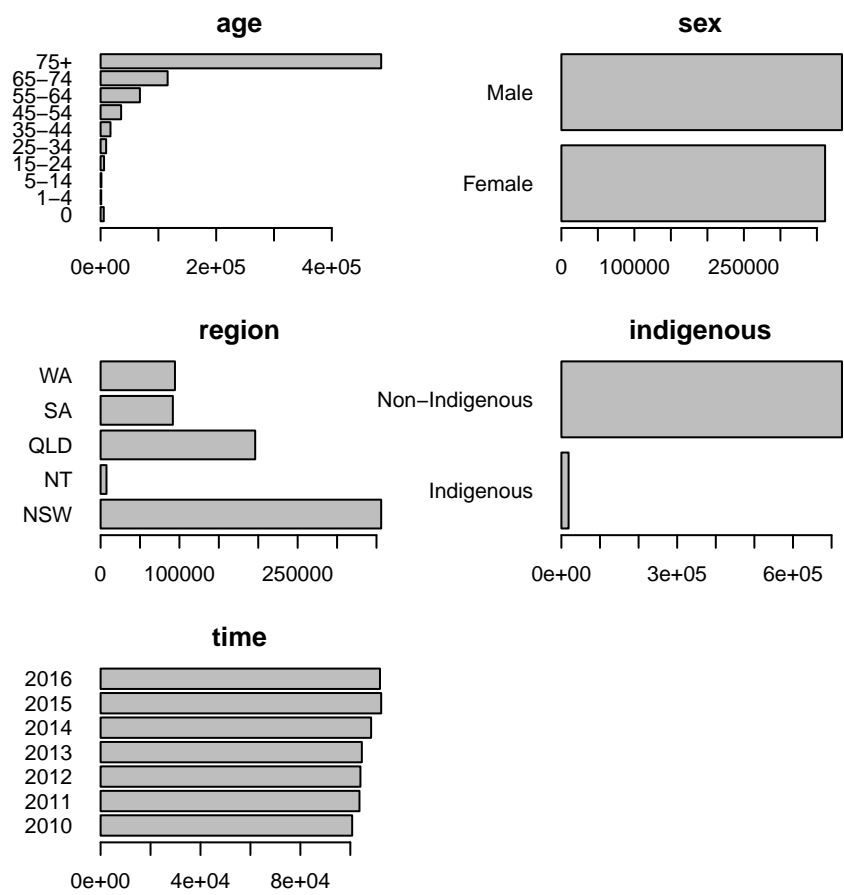 age
75+
65−74
55−64
45−54
35−44
25−34
15−24
5−14
1−4
0
0e+00 2e+05 4e+05
sex
Male
Female
0 100000 250000
region
WA
SA
QLD
NT
NSW
0 100000 250000
indigenous
Non−Indigenous
Indigenous
0e+00 3e+05 6e+05
time
2016
2015
2014
2013
2012
2011
2010
0e+00 4e+04 8e+04